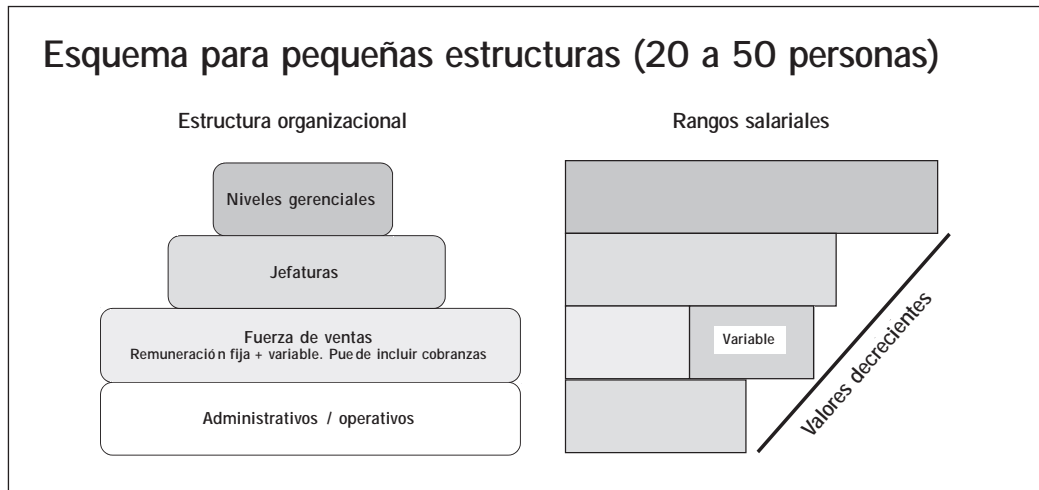 Esquema para pequeñas estructuras (20 a 50 personas)
Estructura organizacional
Niveles gerenciales
Jefaturas
Fuerza de ventas
Remuneración fija + variable. Puede incluir cobranzas
Administrativos / operativos
Rangos salariales
Variable
Valores decrecientes